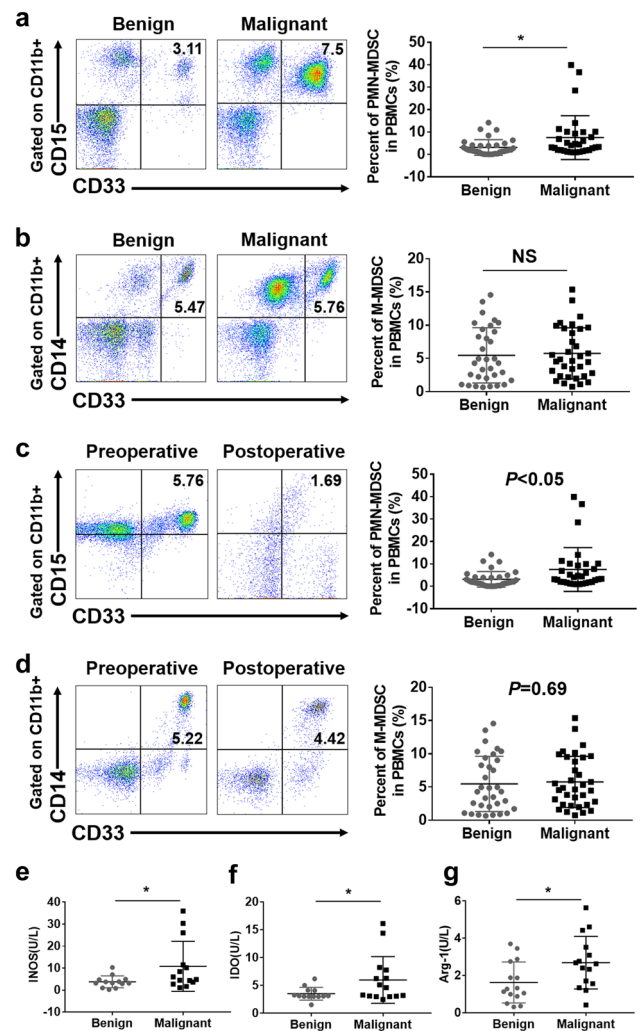 a
Benign
Malignant
3.11
7.5
Gated on CD11b+
CD15
CD33
Percent of PMN-MDSC
in PBMCs (%)
50
40
30
20
10
0
-10
*
Benign
Malignant
b
Benign
Malignant
5.47
5.76
Gated on CD11b+
CD14
CD33
Percent of M-MDSC
in PBMCs (%)
20
15
10
5
0
NS
Benign
Malignant
c
Preoperative
Postoperative
5.76
1.69
Gated on CD11b+
CD15
CD33
Percent of PMN-MDSC
in PBMCs (%)
50
40
30
20
10
0
-10
P<0.05
Benign
Malignant
d
Preoperative
Postoperative
5.22
4.42
Gated on CD11b+
CD14
CD33
Percent of M-MDSC
in PBMCs (%)
20
15
10
5
0
P=0.69
Benign
Malignant
e
INOS(U/L)
40
30
20
10
0
-10
*
Benign
Malignant
f
IDO(U/L)
20
15
10
5
0
*
Benign
Malignant
g
Arg-1(U/L)
6
4
2
0
*
Benign
Malignant